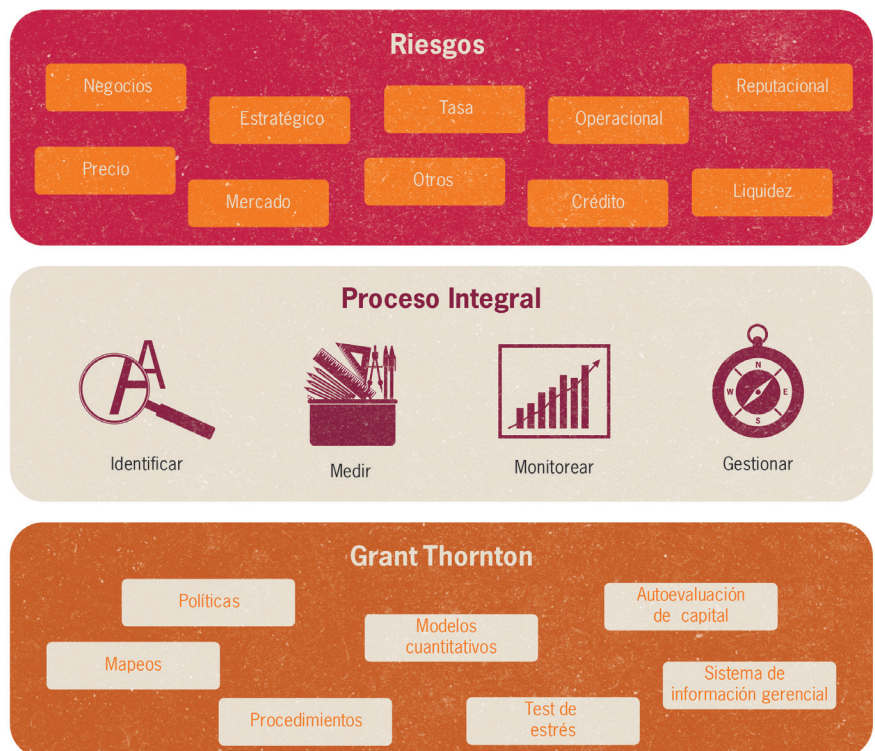 Riesgos
Negocios
Estratégico
Tasa
Operacional
Reputacional
Precio
Mercado
Otros
Crédito
Liquidez
Proceso Integral
A
A
N
W
E
S
Identificar
Medir
Monitorear
Gestionar
Grant Thornton
Políticas
Modelos
cuantitativos
Autoevaluación
de capital
Mapeos
Sistema de
información gerencial
Procedimientos
Test de
estrés